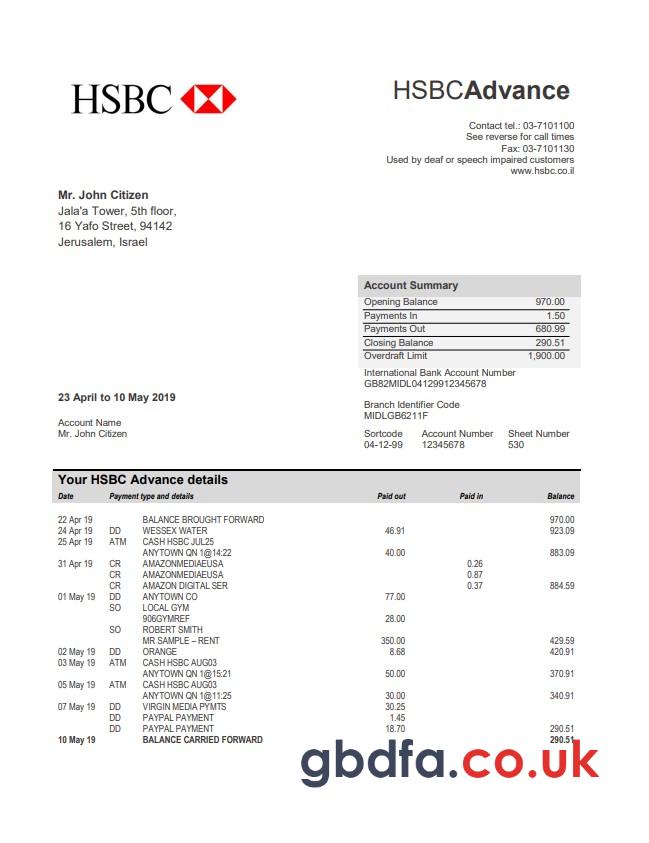 HSBC
HSBCAdvance
Contact tel.: 03-7101100
See reverse for call times
Fax: 03-7101130
Used by deaf or speech impaired customers
www.hsbc.co.il
Mr. John Citizen
Jala'a Tower, 5th floor,
16 Yafo Street, 94142
Jerusalem, Israel
Account Summary
Opening Balance 970.00
Payments In 1.50
Payments Out 680.99
Closing Balance 290.51
Overdraft Limit 1,900.00
International Bank Account Number
GB82MIDL04129912345678
23 April to 10 May 2019
Branch Identifier Code
MIDLGB6211F
Account Name
Mr. John Citizen
Sortcode Account Number Sheet Number
04-12-99 12345678 530
Your HSBC Advance details
Date Payment type and details Paid out Paid in Balance
22 Apr 19 BALANCE BROUGHT FORWARD 970.00
24 Apr 19 DD WESSEX WATER 46.91 923.09
25 Apr 19 ATM CASH HSBC JUL25
ANYTOWN QN 1@14:22 40.00 883.09
31 Apr 19 CR AMAZONMEDIAEUSA 0.26
CR AMAZONMEDIAEUSA 0.87
CR AMAZON DIGITAL SER 0.37 884.59
01 May 19 DD ANYTOWN CO 77.00
SO LOCAL GYM
906GYMREF 28.00
SO ROBERT SMITH
MR SAMPLE – RENT 350.00 429.59
02 May 19 DD ORANGE 8.68 420.91
03 May 19 ATM CASH HSBC AUG03
ANYTOWN QN 1@15:21 50.00 370.91
05 May 19 ATM CASH HSBC AUG03
ANYTOWN QN 1@11:25 30.00 340.91
07 May 19 DD VIRGIN MEDIA PYMTS 30.25
DD PAYPAL PAYMENT 1.45
DD PAYPAL PAYMENT 18.70 290.51
10 May 19 BALANCE CARRIED FORWARD 290.51
gbdfa.co.uk